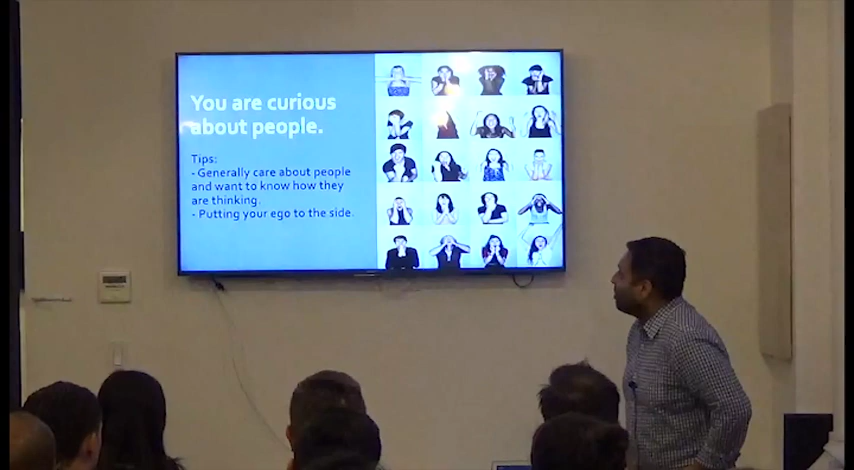 You are curious
about people.
Tips:
- Generally care about people
and want to know how they
are thinking.
- Putting your ego to the side.